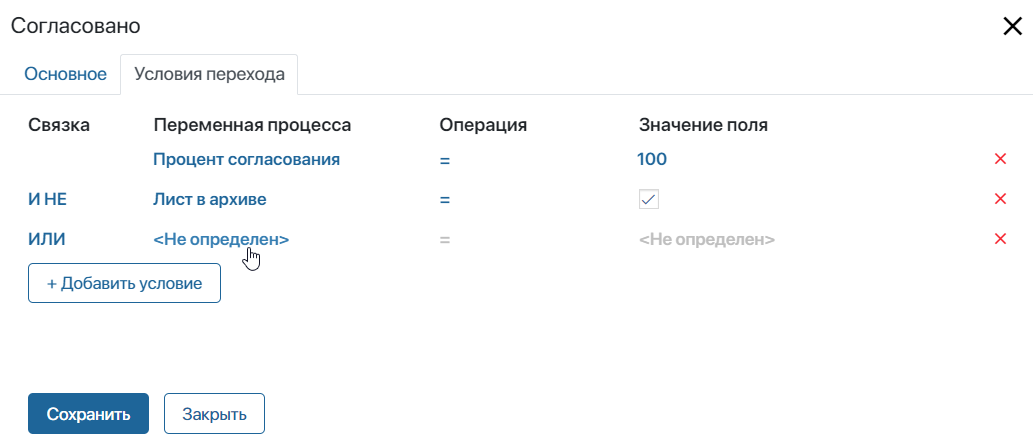 Согласовано
Основное Условия перехода
Связка Переменная процесса Операция Значение поля
Процент согласования = 100
И НЕ Лист в архиве =
ИЛИ <Не определен> = <Не определен>
+ Добавить условие
Сохранить Закрыть